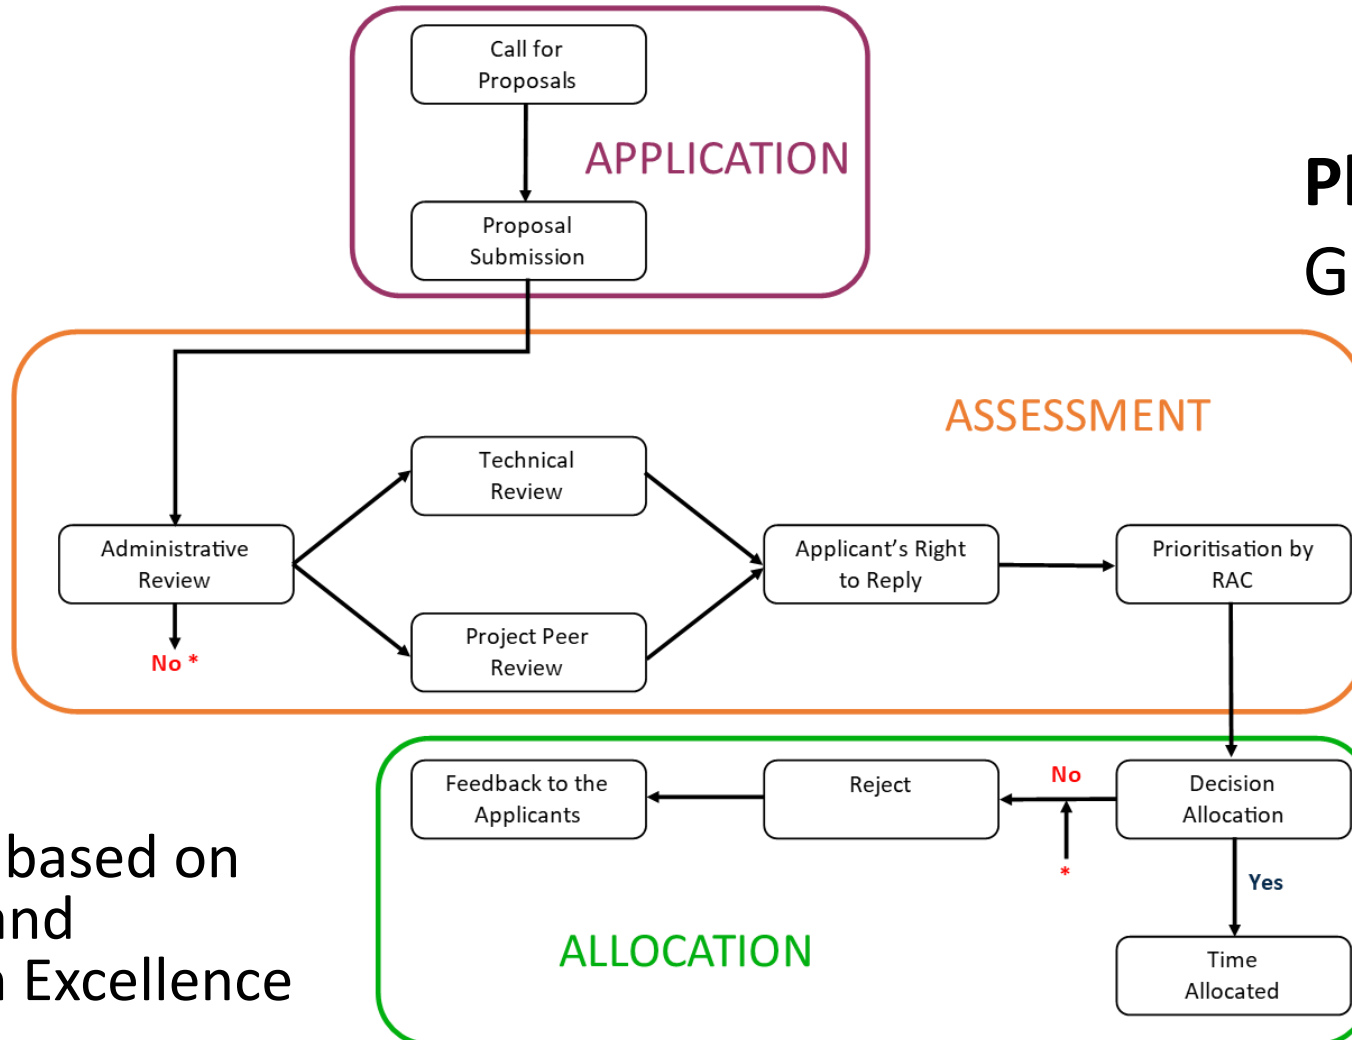 Call for
Proposals
APPLICATION
Proposal
Submission
G
ASSESSMENT
Technical
Review
Administrative
Review
Applicant's Right
to Reply
Prioritisation by
RAC
Project Peer
Review
No *
Feedback to the
Applicants
Reject
No
Decision
Allocation
*
Yes
based on
and
Excellence
ALLOCATION
Time
Allocated